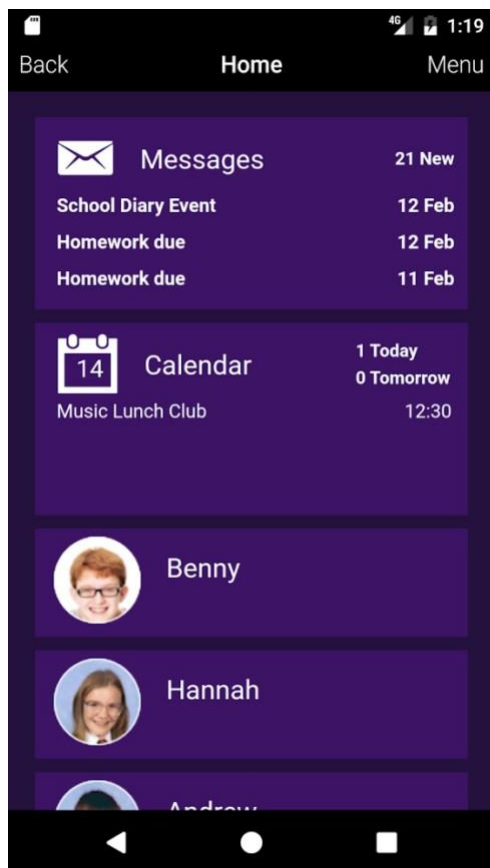 4G 1:19
Back Home Menu
Messages 21 New
School Diary Event 12 Feb
Homework due 12 Feb
Homework due 11 Feb
1 Today
14 Calendar
0 Tomorrow
Music Lunch Club 12:30
Benny
Hannah
Andrew